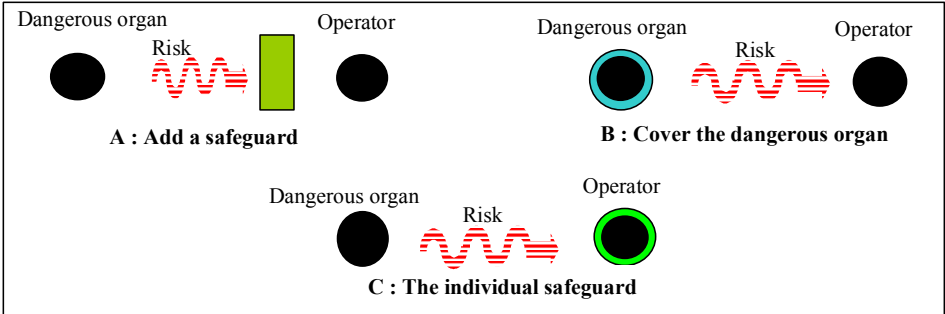 Dangerous organ
Risk
Operator
A : Add a safeguard
Dangerous organ
Risk
Operator
B : Cover the dangerous organ
Dangerous organ
Risk
Operator
C : The individual safeguard